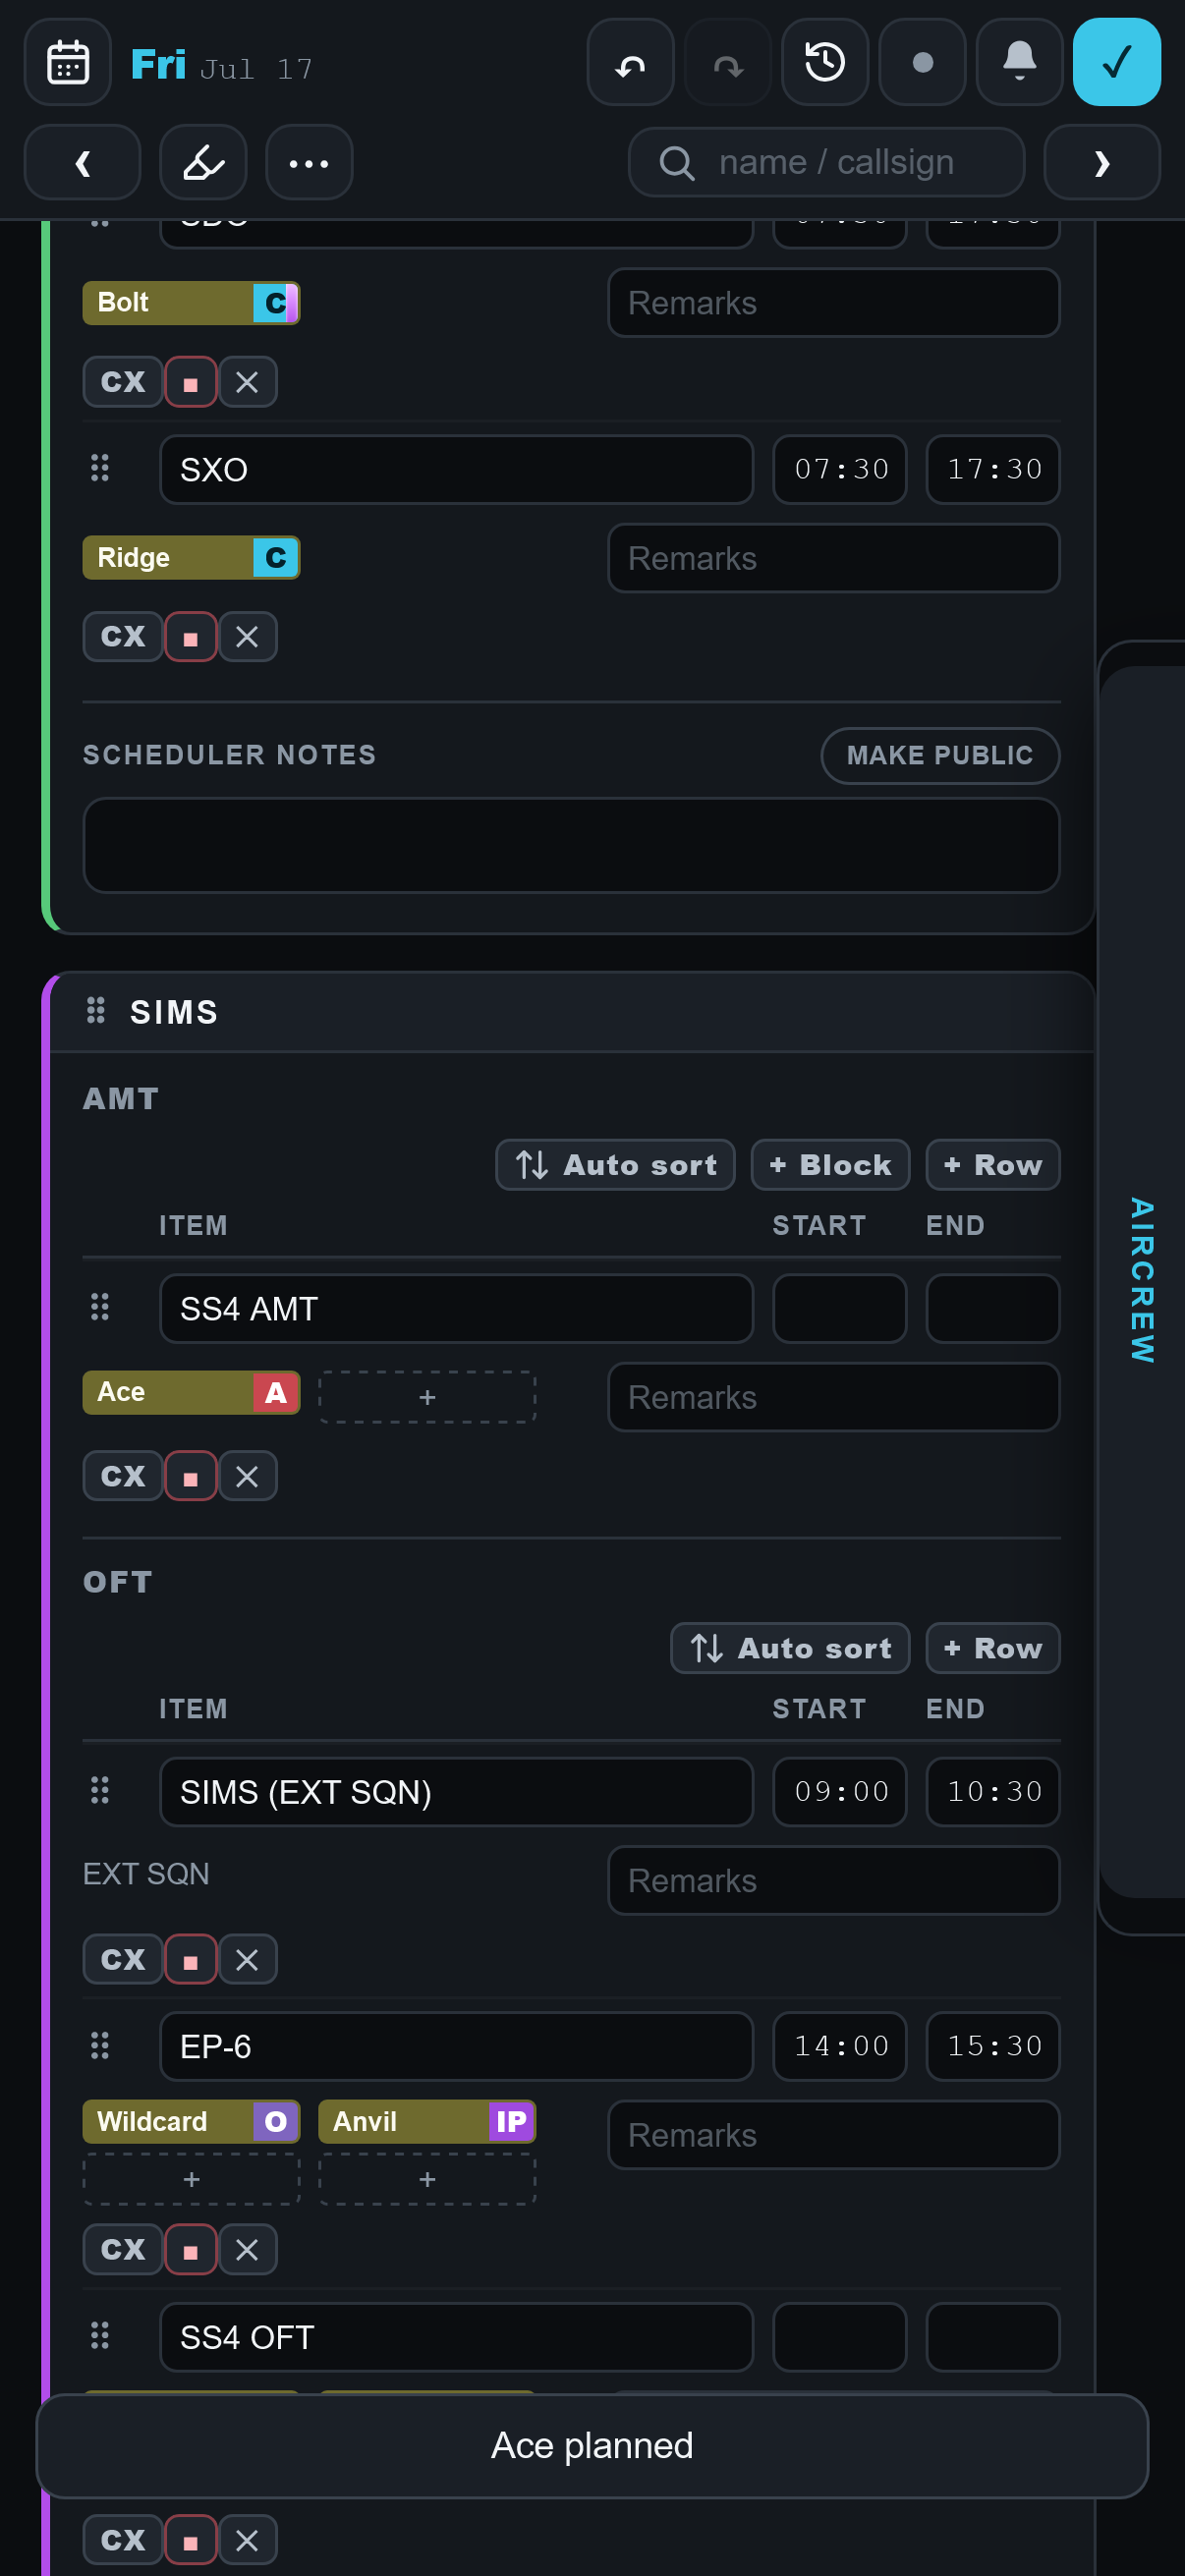 Fri Jul 17
name / callsign
Bolt C Remarks
CX
SXO 07:30 17:30
Ridge C Remarks
CX
SCHEDULER NOTES MAKE PUBLIC
SIMS
AMT
Auto sort + Block + Row
ITEM START END
SS4 AMT
Ace A + Remarks
CX
OFT
Auto sort + Row
ITEM START END
SIMS (EXT SQN) 09:00 10:30
EXT SQN Remarks
CX
EP-6 14:00 15:30
Wildcard O Anvil IP Remarks
+ +
CX
SS4 OFT
Ace planned
CX
AIRCREW